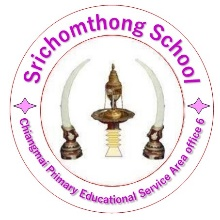 Srichomthong School
Chiangmai Primary Educational Service Area office 6